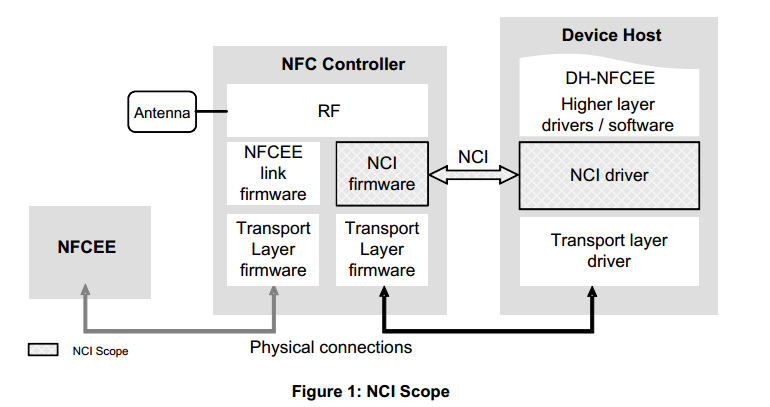 Device Host
NFC Controller
DH-NFCEE
Higher layer
drivers / software
Antenna
RF
NFCEE
link
firmware
NCI
firmware
NCI
NCI driver
NFCEE
Transport
Layer
firmware
Transport
Layer
firmware
Transport layer
driver
Physical connections
NCI Scope
Figure 1: NCI Scope